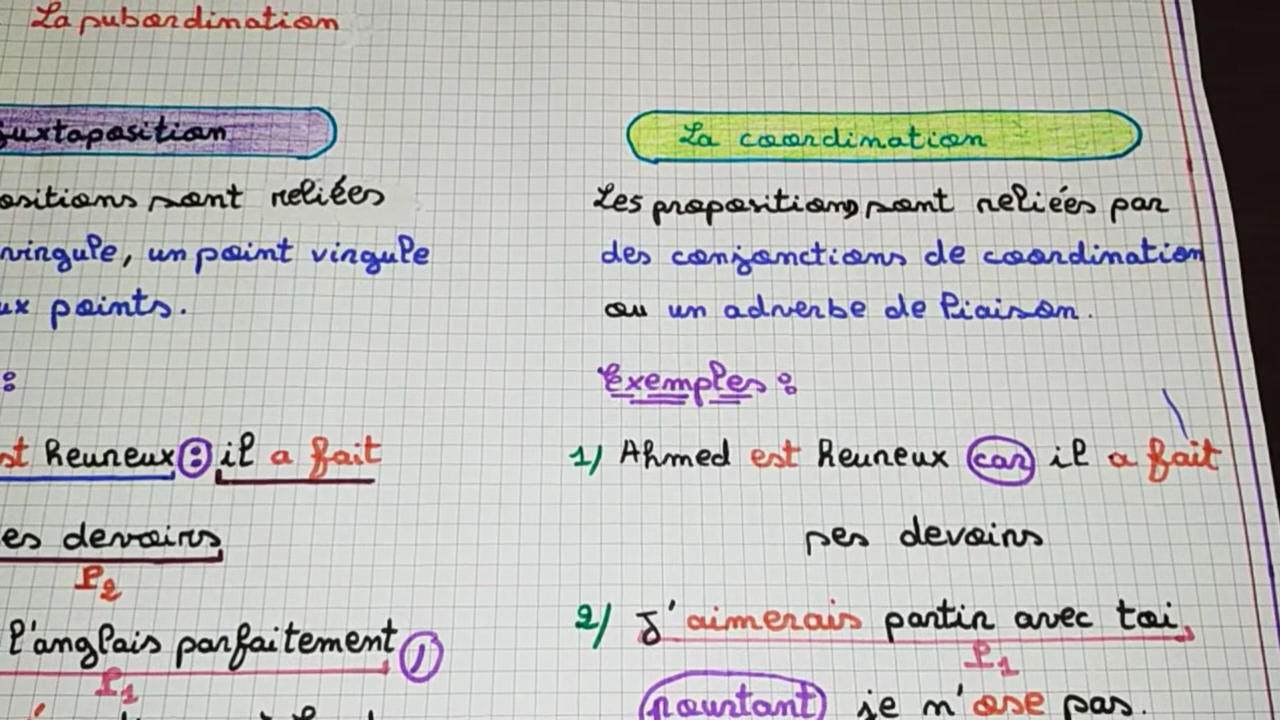 La subordination
juxtaposition
ositions sont reliées
virgule, un point virgule
ux points.
:
st heureux : il a fait
es devoirs
P2
l'anglais parfaitement ,
P1
La coordination
Les propositions sont reliées par
des conjonctions de coordination
ou un adverbe de liaison.
Exemples :
1/ Ahmed est heureux car il a fait
ses devoirs
2/ J'aimerais partir avec toi,
P1
pourtant je m'ose pas.